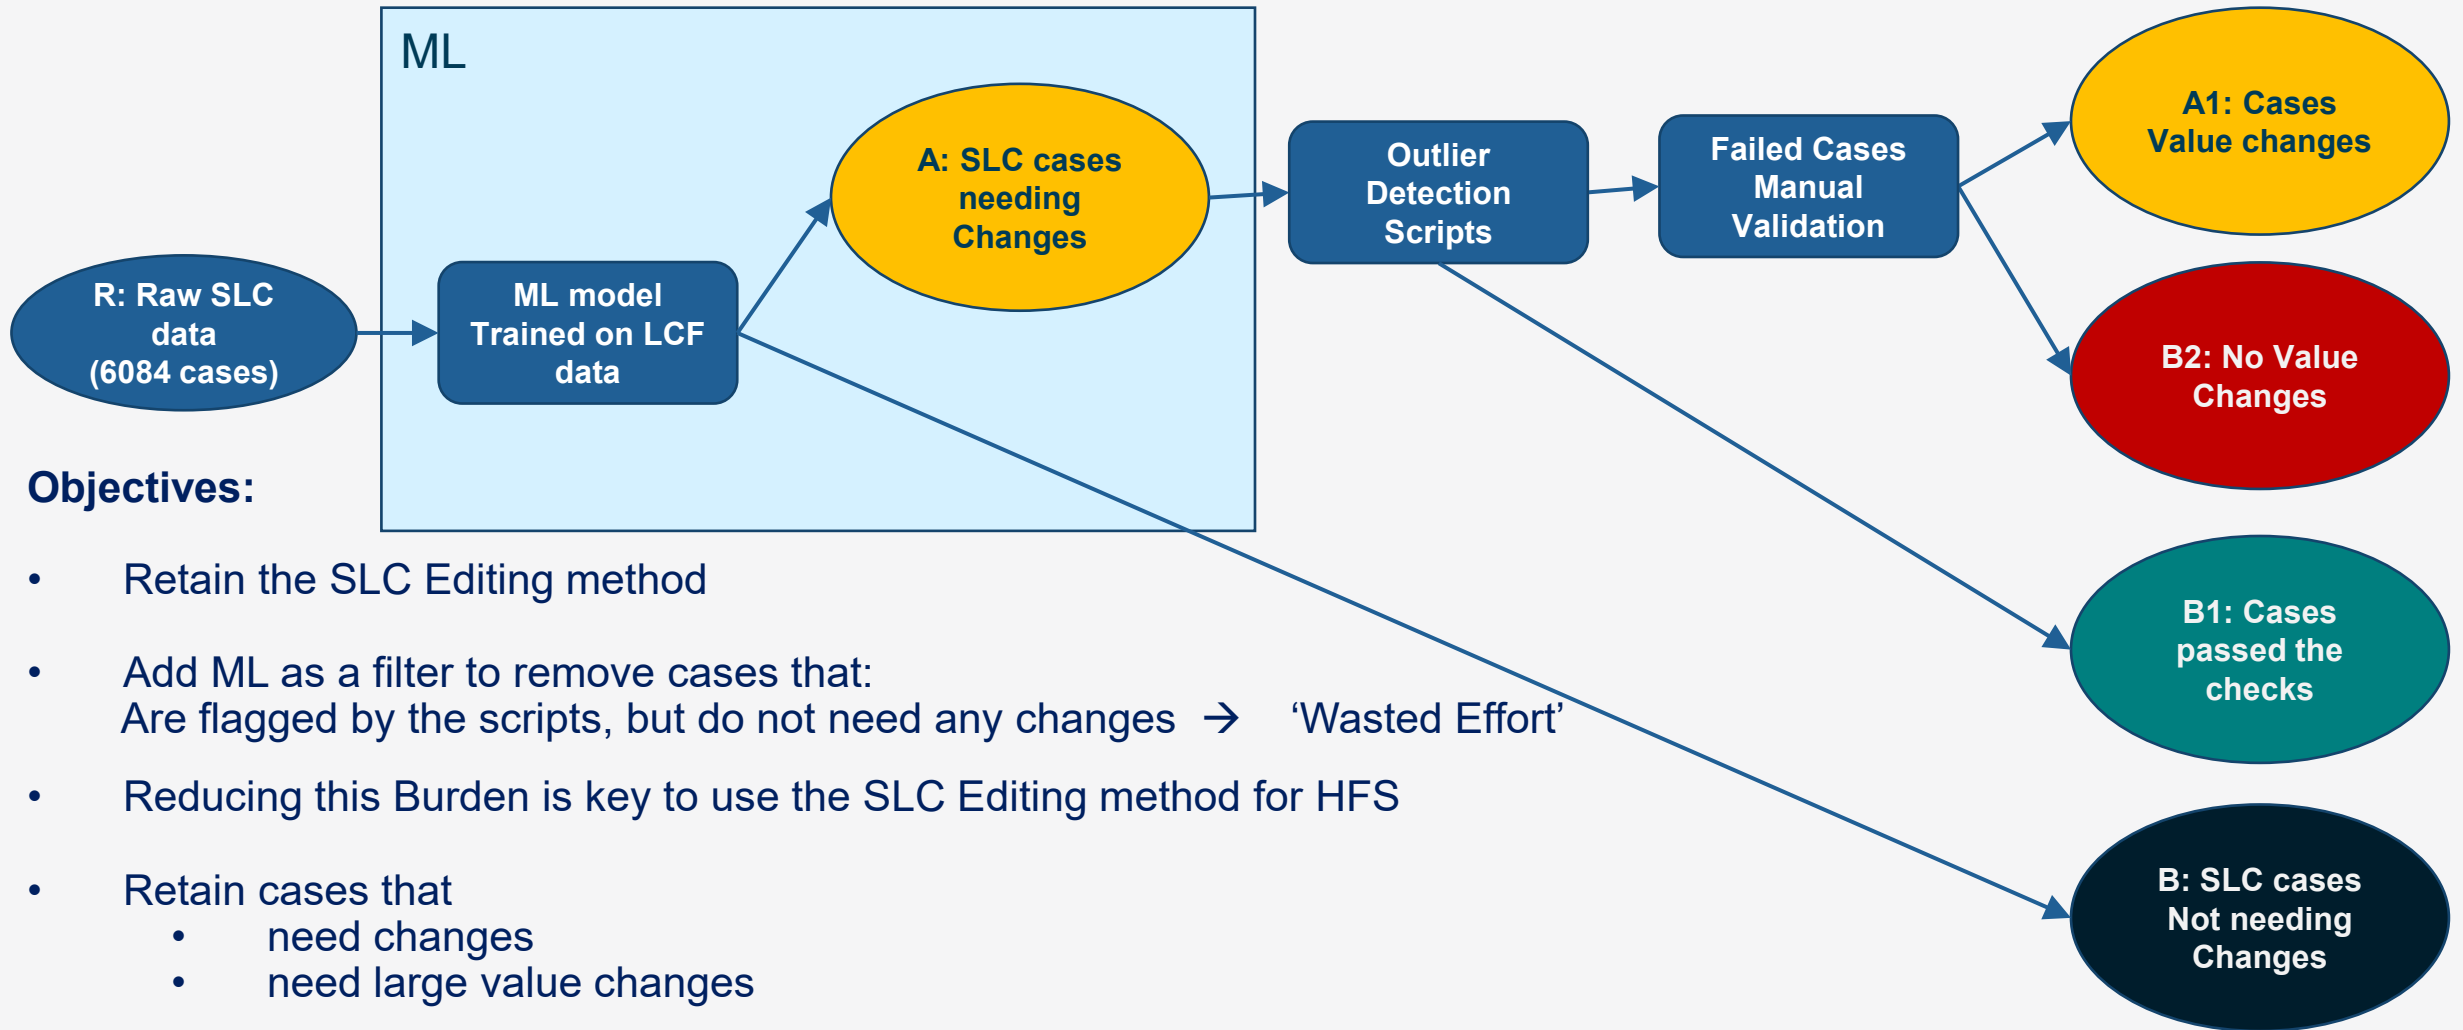 ML
R: Raw SLC
data
(6084 cases)
ML model
Trained on LCF
data
A: SLC cases
needing
Changes
Outlier
Detection
Scripts
Failed Cases
Manual
Validation
A1: Cases
Value changes
B2: No Value
Changes
B1: Cases
passed the
checks
B: SLC cases
Not needing
Changes
Objectives:
• Retain the SLC Editing method
• Add ML as a filter to remove cases that:
Are flagged by the scripts, but do not need any changes → ‘Wasted Effort’
• Reducing this Burden is key to use the SLC Editing method for HFS
• Retain cases that
• need changes
• need large value changes